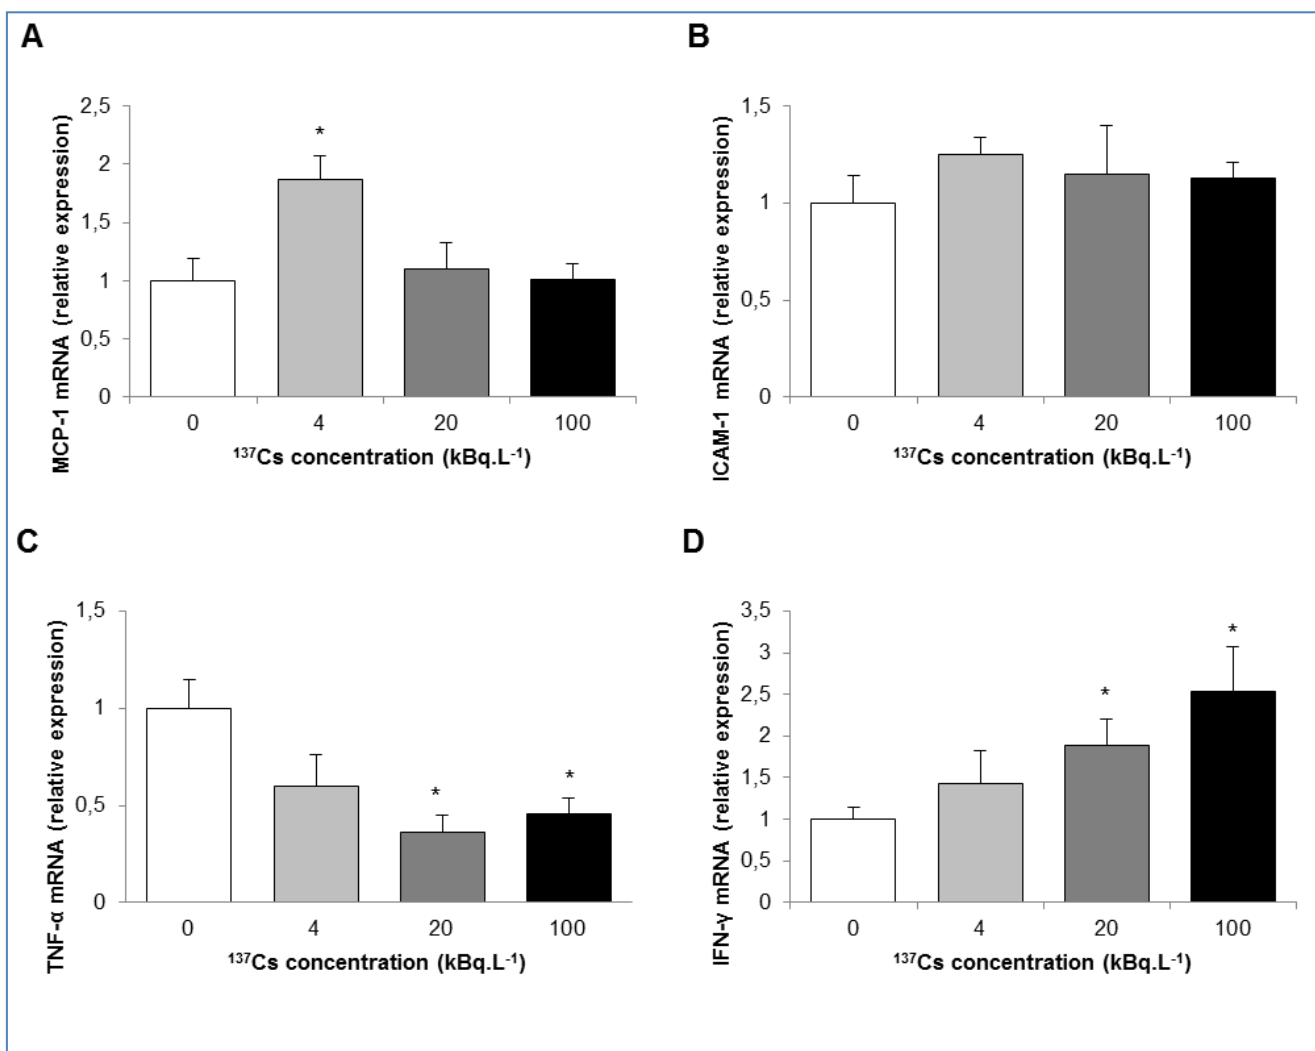 A
MCP-1 mRNA (relative expression)
2,5
2
1,5
1
0,5
0
*
0 4 20 100
¹³⁷Cs concentration (kBq.L⁻¹)
B
ICAM-1 mRNA (relative expression)
1,5
1
0,5
0
0 4 20 100
¹³⁷Cs concentration (kBq.L⁻¹)
C
TNF-α mRNA (relative expression)
1,5
1
0,5
0
* *
0 4 20 100
¹³⁷Cs concentration (kBq.L⁻¹)
D
IFN-γ mRNA (relative expression)
3,5
3
2,5
2
1,5
1
0,5
0
* *
0 4 20 100
¹³⁷Cs concentration (kBq.L⁻¹)